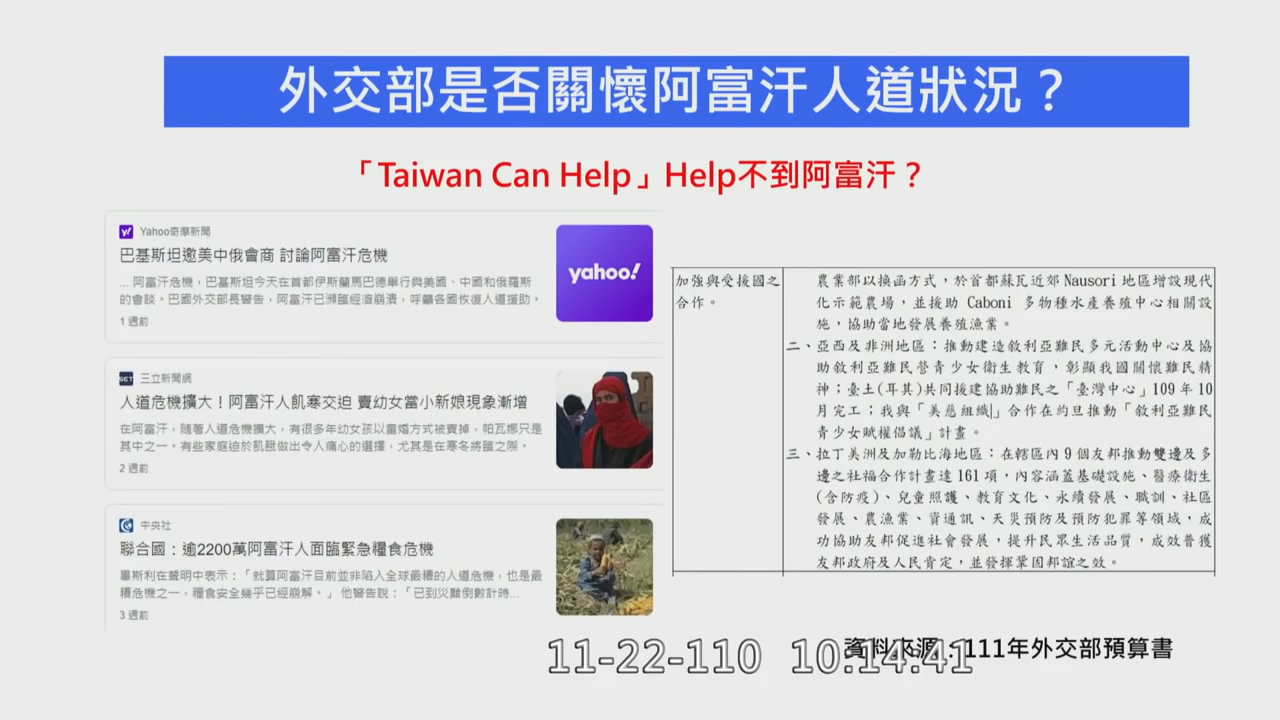 外交部是否關懷阿富汗人道狀況？
「Taiwan Can Help」Help不到阿富汗？
Yahoo奇摩新聞
巴基斯坦邀美中俄會商 討論阿富汗危機
... 阿富汗危機，巴基斯坦今天在首都伊斯蘭馬巴德舉行與美國、中國和俄羅斯
的會談。巴國外交部長警告，阿富汗已瀕臨經濟崩潰，呼籲各國恢復人道援助。
1 週前
yahoo!
SET 三立新聞網
人道危機擴大！阿富汗人飢寒交迫 賣幼女當小新娘現象漸增
在阿富汗，隨著人道危機擴大，有很多年幼女孩以童婚方式被賣掉，帕瓦娜只是
其中之一。有些家庭迫於飢餓做出令人痛心的選擇，尤其是在寒冬將臨之際。
2 週前
中央社
聯合國：逾2200萬阿富汗人面臨緊急糧食危機
畢斯利在聲明中表示：「就算阿富汗目前並非陷入全球最糟的人道危機，也是最
糟危機之一，糧食安全幾乎已經崩解。」他警告說：「已到災難倒數計時...
3 週前
加強與受援國之
合作。
農業部以換函方式，於首都蘇瓦近郊 Nausori 地區增設現代
化示範農場，並援助 Caboni 多物種水產養殖中心相關設
施，協助當地發展養殖漁業。
二、亞西及非洲地區：推動建造敘利亞難民多元活動中心及協
助敘利亞難民營青少女衛生教育，彰顯我國關懷難民精
神；臺土(耳其)共同援建協助難民之「臺灣中心」109 年 10
月完工；我與「美慈組織」合作在約旦推動「敘利亞難民
青少女賦權倡議」計畫。
三、拉丁美洲及加勒比海地區：在轄區內 9 個友邦推動雙邊及多
邊之社福合作計畫達 161 項，內容涵蓋基礎設施、醫療衛生
(含防疫)、兒童照護、教育文化、永續發展、職訓、社區
發展、農漁業、資通訊、天災預防及預防犯罪等領域，成
功協助友邦促進社會發展，提升民眾生活品質，成效普獲
友邦政府及人民肯定，並發揮鞏固邦誼之效。
資料來源：111年外交部預算書
11-22-110 10:14:41